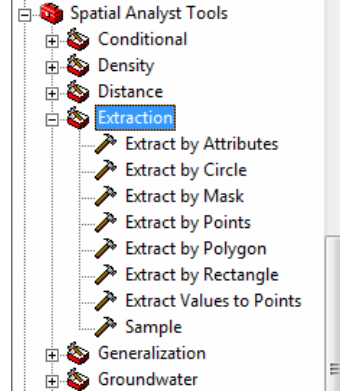 Spatial Analyst Tools
Conditional
Density
Distance
Extraction
Extract by Attributes
Extract by Circle
Extract by Mask
Extract by Points
Extract by Polygon
Extract by Rectangle
Extract Values to Points
Sample
Generalization
Groundwater